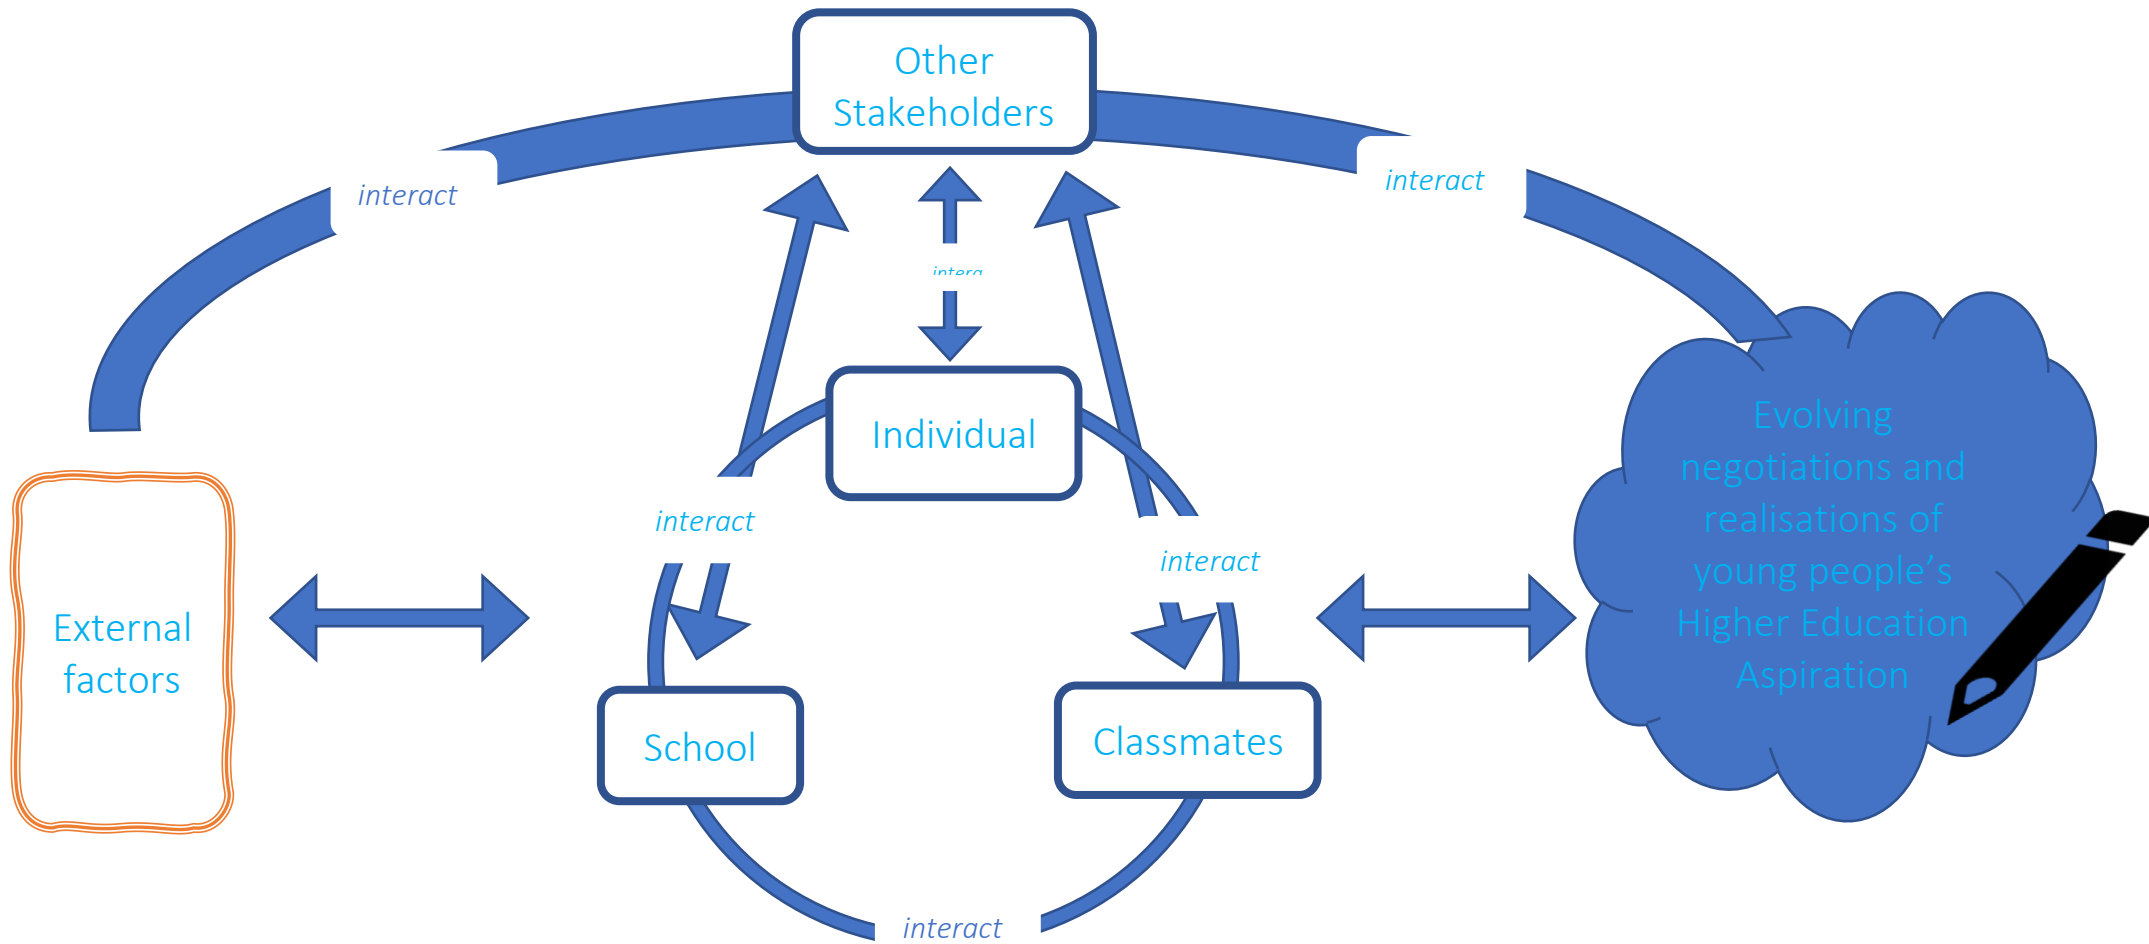 Other
Stakeholders
interact
interact
Individual
interact
interact
External
factors
School
Classmates
interact
Evolving
negotiations and
realisations of
young people's
Higher Education
Aspiration